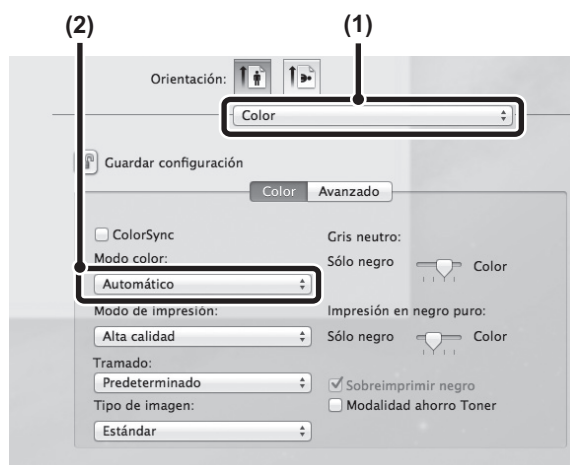 (2)
(1)
Orientación:
Color
Guardar configuración
Color Avanzado
ColorSync
Gris neutro:
Modo color:
Sólo negro Color
Automático
Modo de impresión:
Impresión en negro puro:
Alta calidad
Sólo negro Color
Tramado:
Predeterminado
Sobreimprimir negro
Tipo de imagen:
Modalidad ahorro Toner
Estándar